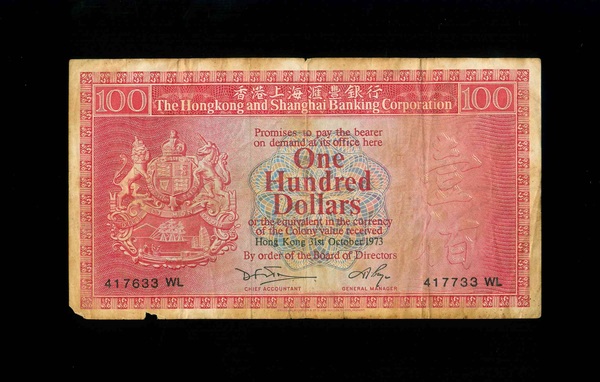 香港上海滙豐銀行
100 The Hongkong and Shanghai Banking Corporation 100
Promises to pay the bearer
on demand at its office here
One
Hundred
Dollars
or the equivalent in the currency
of the Colony value received
Hong Kong 31st October 1973
By order of the Board of Directors
壹
百
417633 WL
417733 WL
CHIEF ACCOUNTANT
GENERAL MANAGER